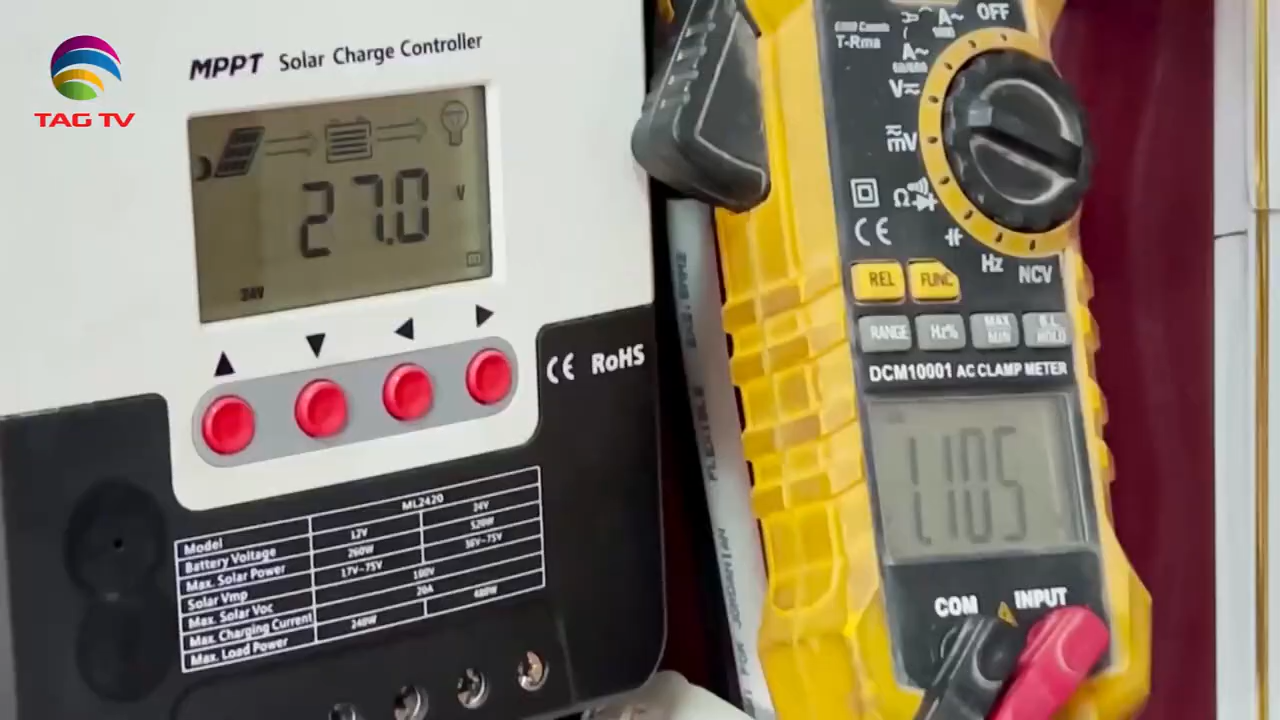 TAG TV
MPPT Solar Charge Controller
27.0 V
24V
CE RoHS
Model ML2420
Battery Voltage 12V 24V
Max. Solar Power 260W 520W
Solar Vmp 17V~75V 36V~75V
Max. Solar Voc 100V
Max. Charging Current 20A
Max. Load Power 240W 480W
FLEXIBLE
T-Rms
A~
OFF
A~
V
mV
Ω
CE
Hz
NCV
REL FUNC
RANGE Hz% MAX
DCM10001 AC CLAMP METER
1.105
COM INPUT